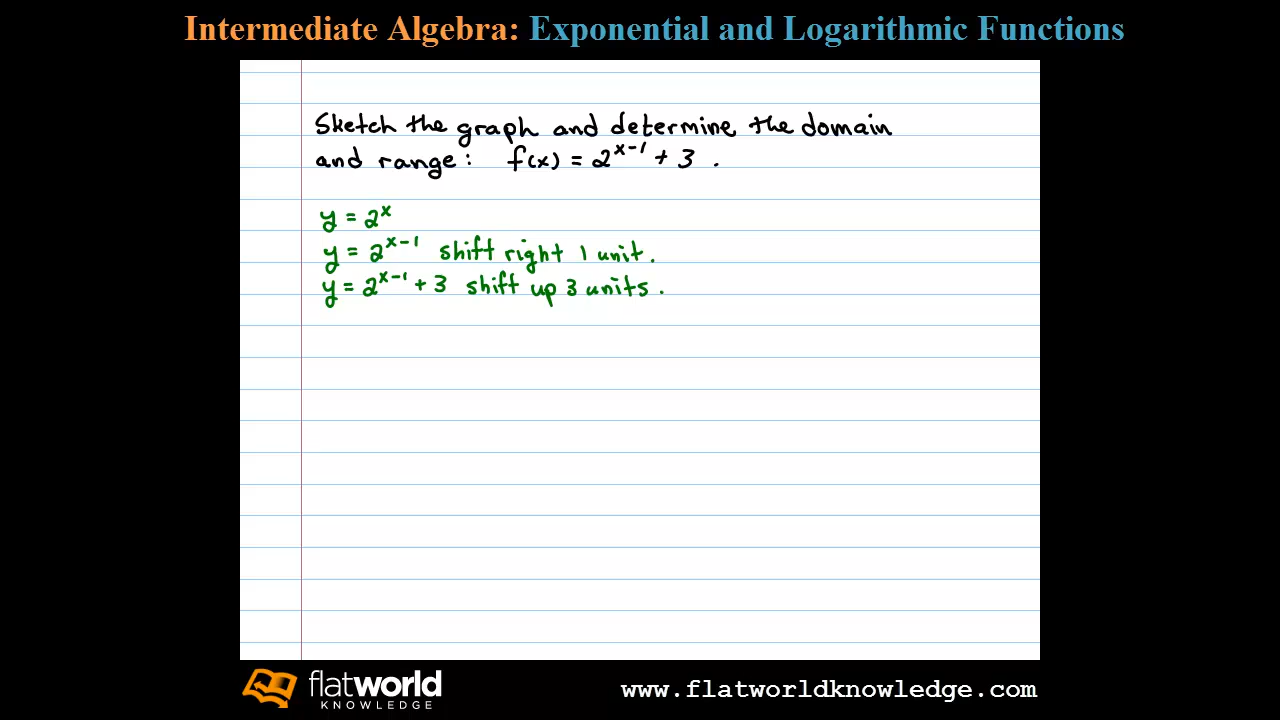 Intermediate Algebra: Exponential and Logarithmic Functions
Sketch the graph and determine the domain
and range: f(x) = 2^{x-1} + 3 .
y = 2^x
y = 2^{x-1} shift right 1 unit.
y = 2^{x-1} + 3 shift up 3 units.
flatworld
KNOWLEDGE
www.flatworldknowledge.com